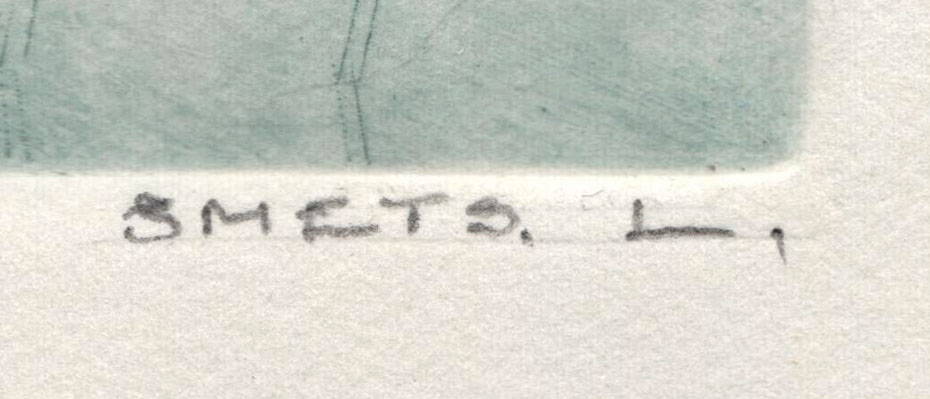 SMETS. L,